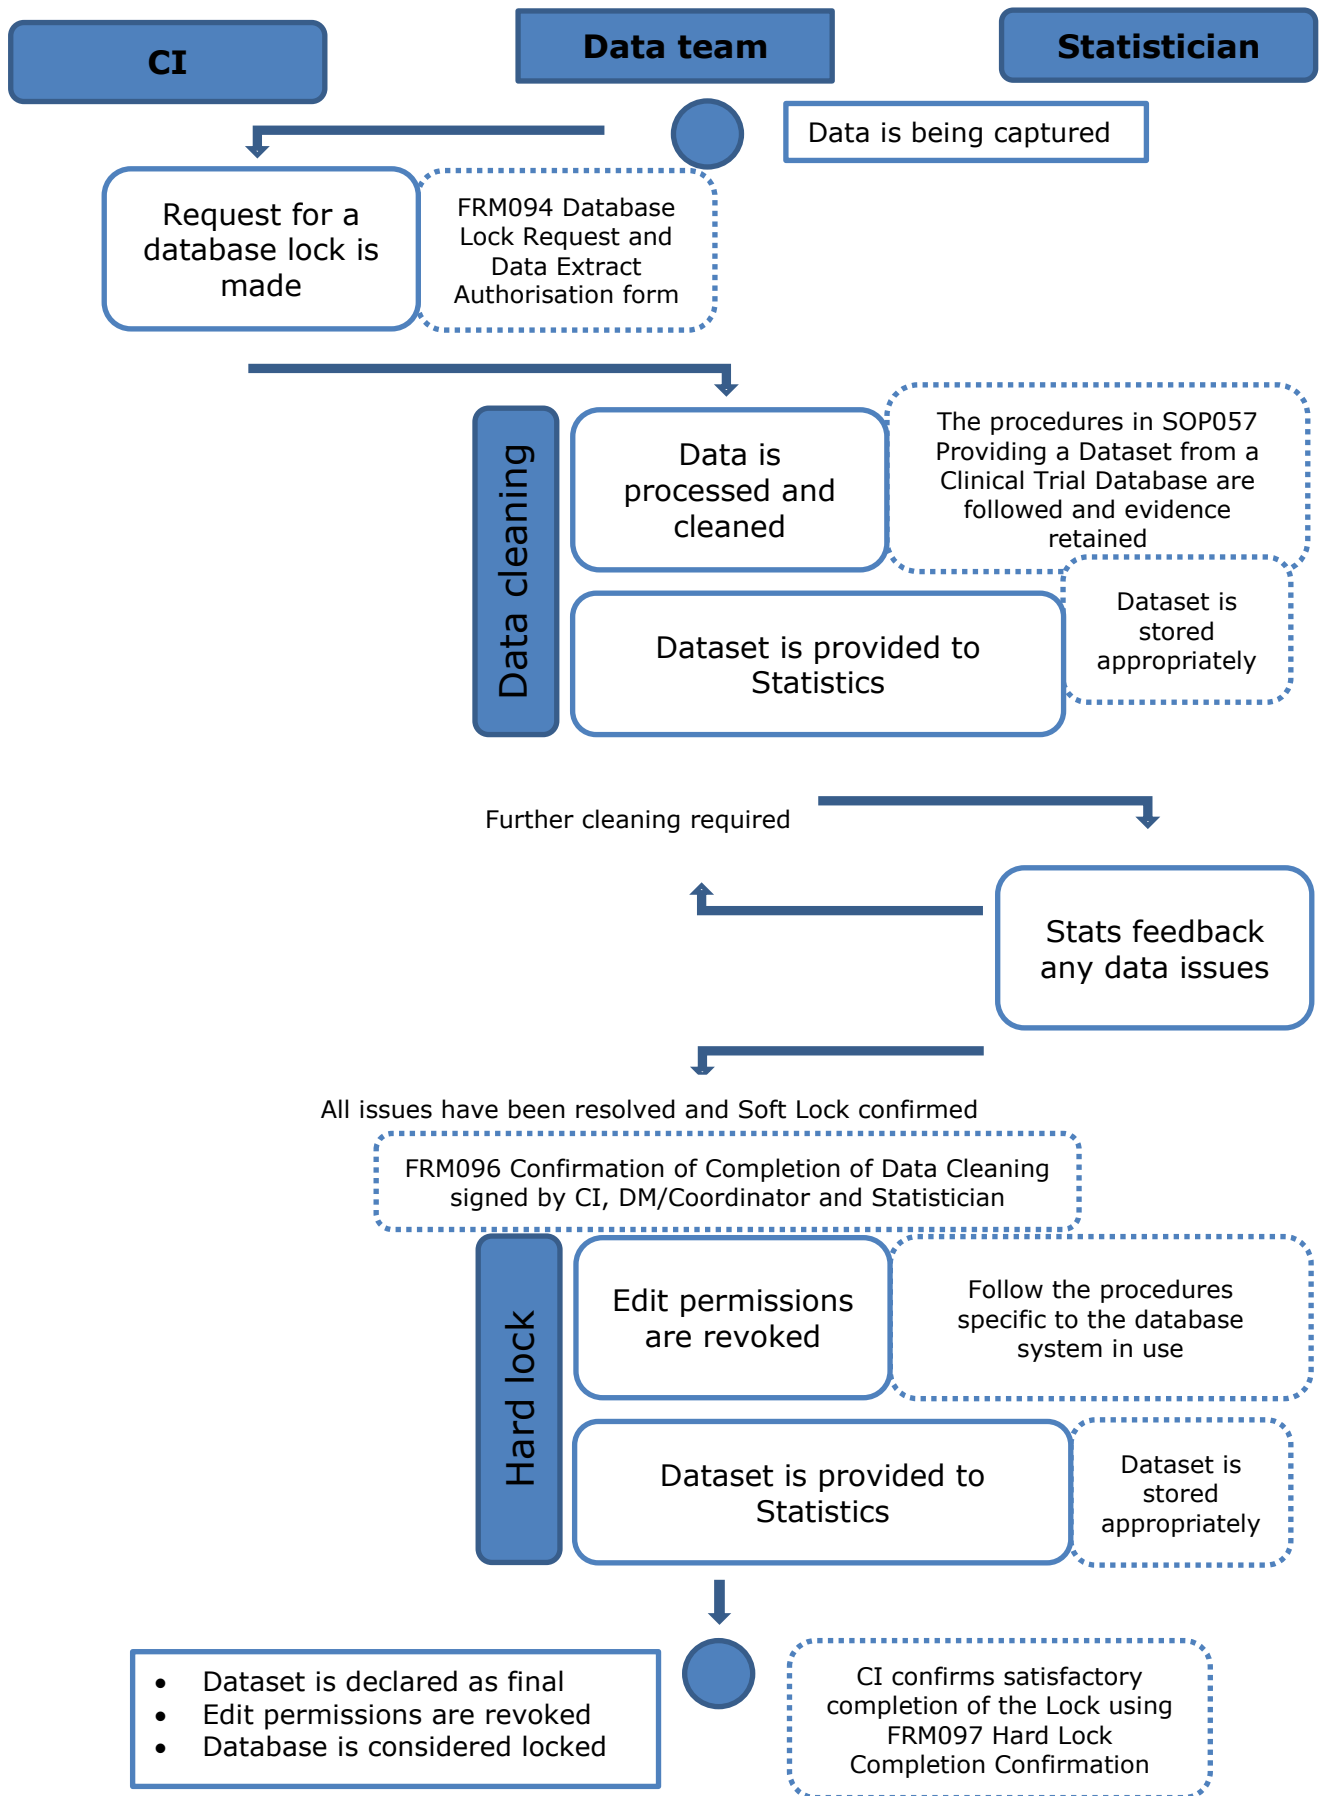 CI
Data team
Statistician
Data is being captured
Request for a
database lock is
made
FRM094 Database
Lock Request and
Data Extract
Authorisation form
Data cleaning
Data is
processed and
cleaned
The procedures in SOP057
Providing a Dataset from a
Clinical Trial Database are
followed and evidence
retained
Dataset is provided to
Statistics
Dataset is
stored
appropriately
Further cleaning required
Stats feedback
any data issues
All issues have been resolved and Soft Lock confirmed
FRM096 Confirmation of Completion of Data Cleaning
signed by CI, DM/Coordinator and Statistician
Hard lock
Edit permissions
are revoked
Follow the procedures
specific to the database
system in use
Dataset is provided to
Statistics
Dataset is
stored
appropriately
• Dataset is declared as final
• Edit permissions are revoked
• Database is considered locked
CI confirms satisfactory
completion of the Lock using
FRM097 Hard Lock
Completion Confirmation